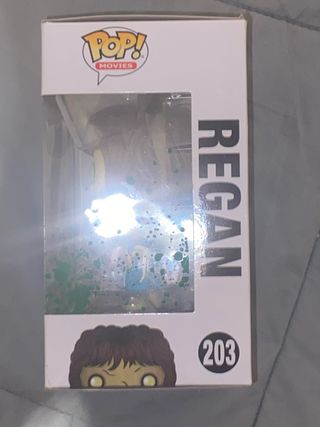 POP!
MOVIES
REGAN
203